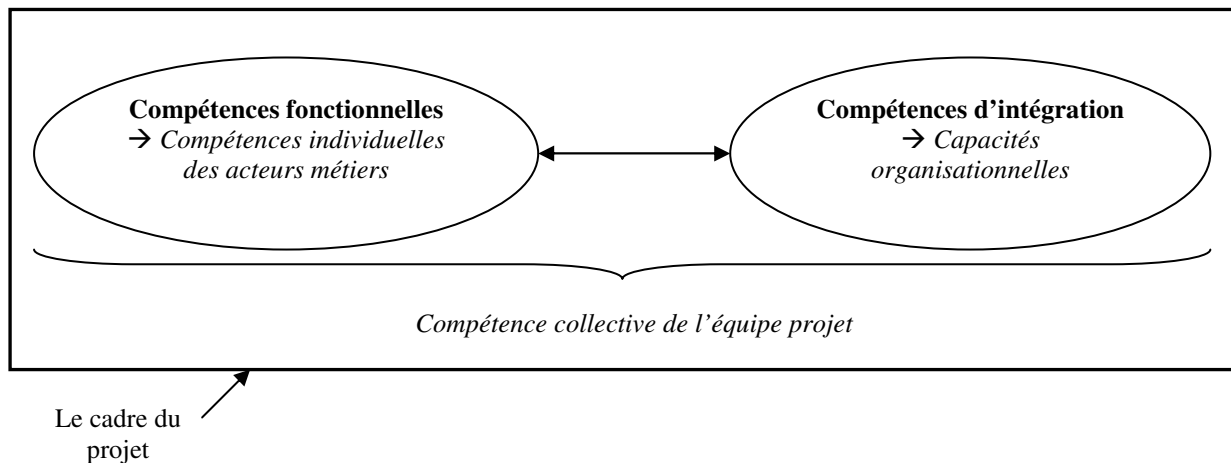 Compétences fonctionnelles
→ Compétences individuelles
des acteurs métiers
Compétences d’intégration
→ Capacités
organisationnelles
Compétence collective de l’équipe projet
Le cadre du
projet